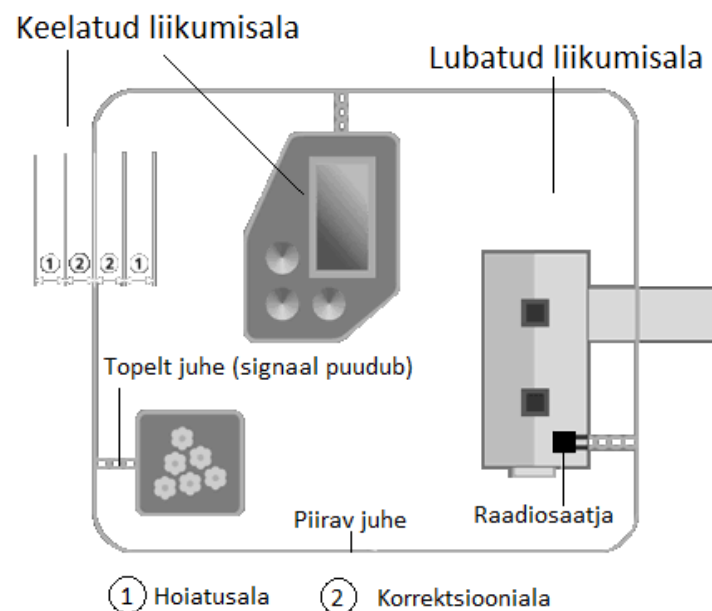 Keelatud liikumisala
Lubatud liikumisala
1 2 2 1
Topelt juhe (signaal puudub)
Piirav juhe
Raadiosaatja
1 Hoiatusala
2 Korrektsiooniala